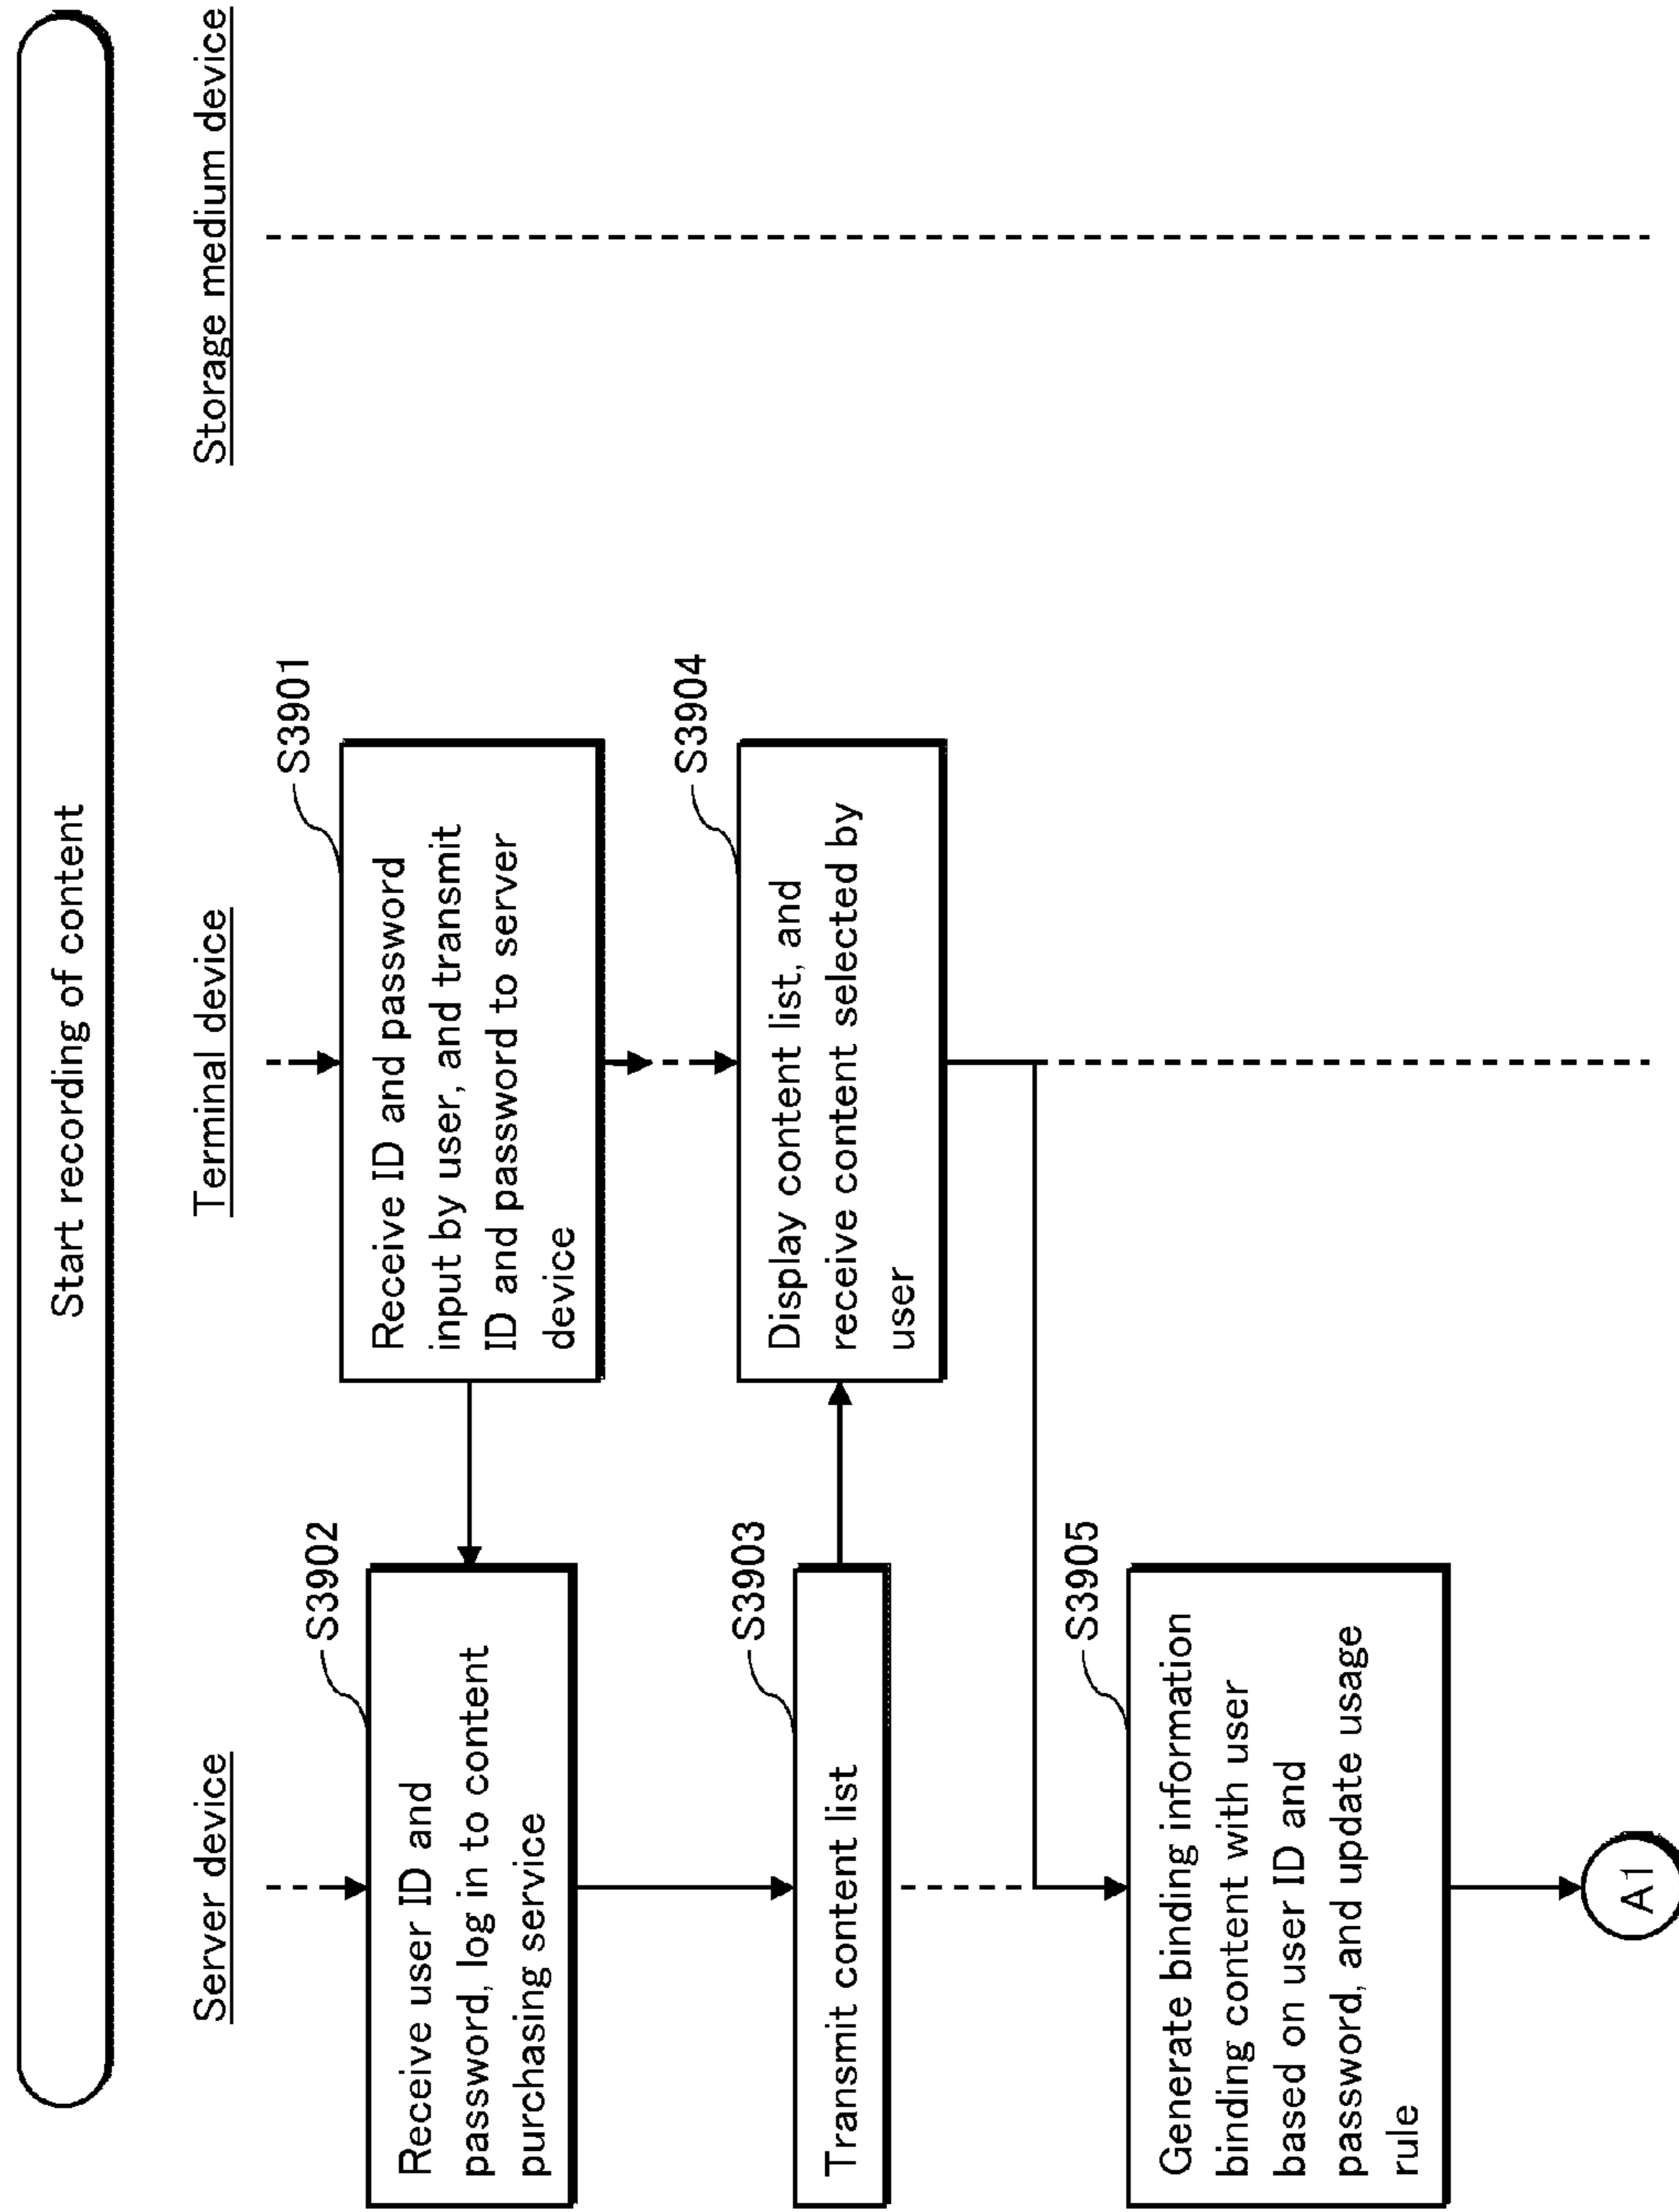 Start recording of content
Server device
Terminal device
Storage medium device
S3901
Receive ID and password
input by user, and transmit
ID and password to server
device
S3902
Receive user ID and
password, log in to content
purchasing service
S3903
Transmit content list
S3904
Display content list, and
receive content selected by
user
S3905
Generate binding information
binding content with user
based on user ID and
password, and update usage
rule
A1